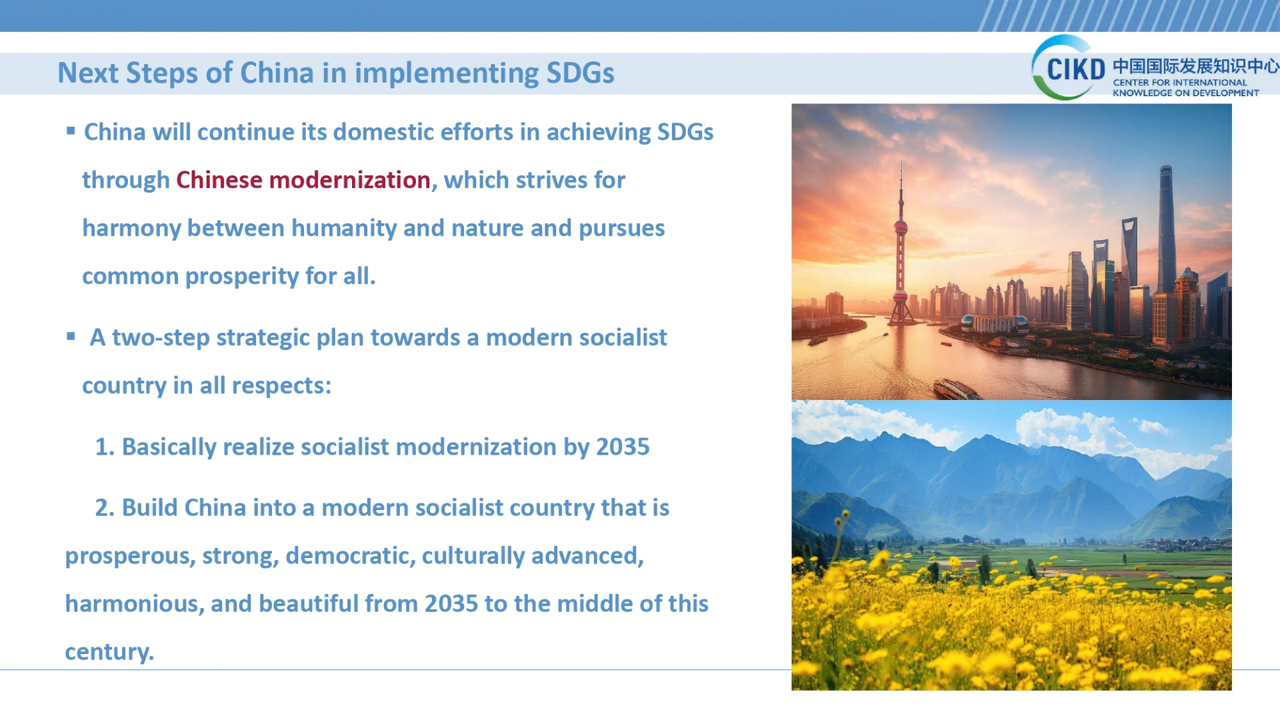 Next Steps of China in implementing SDGs
CIKD
中国国际发展知识中心
CENTER FOR INTERNATIONAL
KNOWLEDGE ON DEVELOPMENT
▪ China will continue its domestic efforts in achieving SDGs
through Chinese modernization, which strives for
harmony between humanity and nature and pursues
common prosperity for all.
▪ A two-step strategic plan towards a modern socialist
country in all respects:
1. Basically realize socialist modernization by 2035
2. Build China into a modern socialist country that is
prosperous, strong, democratic, culturally advanced,
harmonious, and beautiful from 2035 to the middle of this
century.